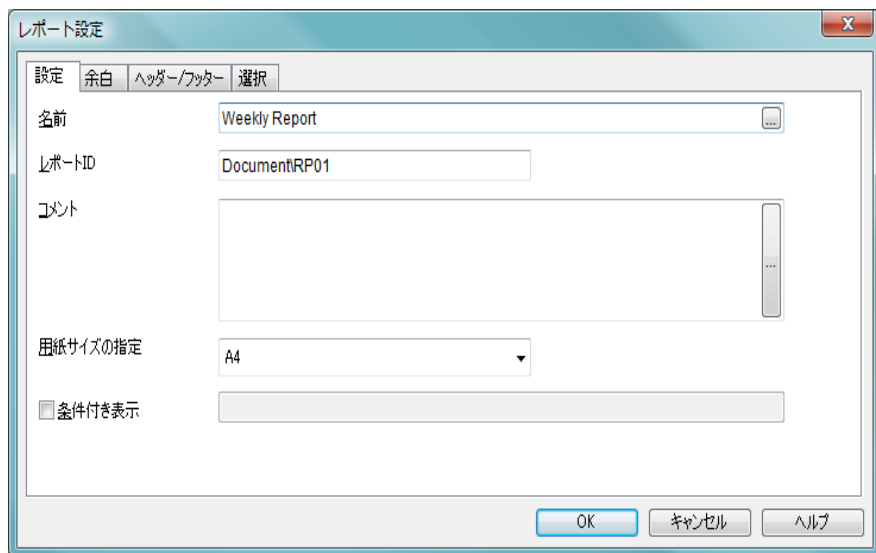 レポート設定
X
設定 余白 ヘッダー/フッター 選択
名前 Weekly Report ...
レポートID Document\RP01
コメント ...
用紙サイズの指定 A4
条件付き表示
OK キャンセル ヘルプ